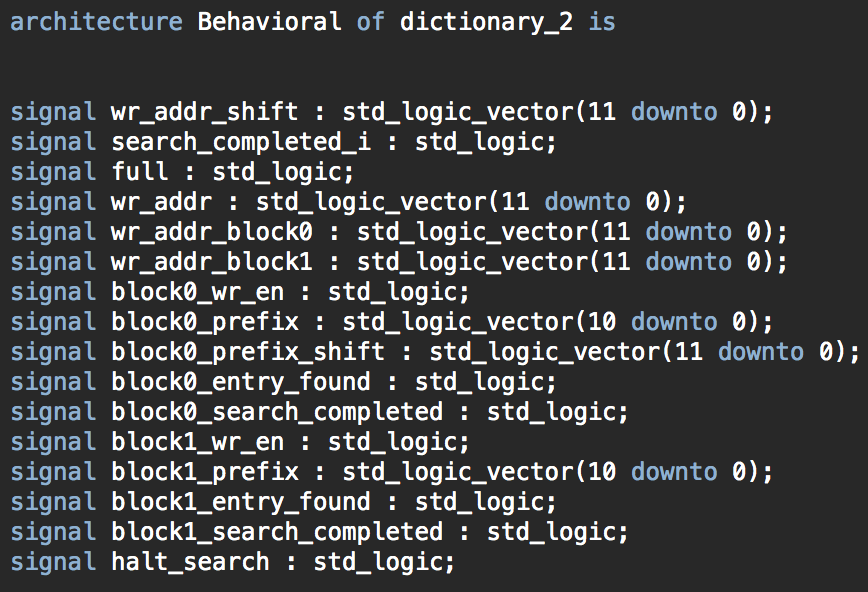 architecture Behavioral of dictionary_2 is
signal wr_addr_shift : std_logic_vector(11 downto 0);
signal search_completed_i : std_logic;
signal full : std_logic;
signal wr_addr : std_logic_vector(11 downto 0);
signal wr_addr_block0 : std_logic_vector(11 downto 0);
signal wr_addr_block1 : std_logic_vector(11 downto 0);
signal block0_wr_en : std_logic;
signal block0_prefix : std_logic_vector(10 downto 0);
signal block0_prefix_shift : std_logic_vector(11 downto 0);
signal block0_entry_found : std_logic;
signal block0_search_completed : std_logic;
signal block1_wr_en : std_logic;
signal block1_prefix : std_logic_vector(10 downto 0);
signal block1_entry_found : std_logic;
signal block1_search_completed : std_logic;
signal halt_search : std_logic;